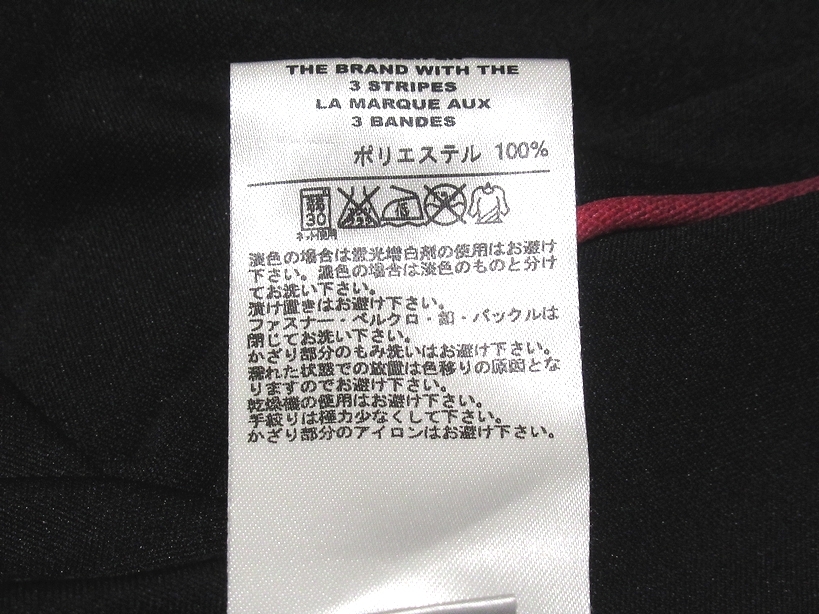 THE BRAND WITH THE
3 STRIPES
LA MARQUE AUX
3 BANDES
ポリエステル 100%
弱
30
ネット使用
淡色の場合は蛍光増白剤の使用はお避け
下さい。濃色の場合は淡色のものと分け
てお洗い下さい。
漬け置きはお避け下さい。
ファスナー・ベルクロ・釦・バックルは
閉じてお洗い下さい。
かざり部分のもみ洗いはお避け下さい。
濡れた状態での放置は色移りの原因とな
りますのでお避け下さい。
乾燥機の使用はお避け下さい。
手絞りは極力少なくして下さい。
かざり部分のアイロンはお避け下さい。